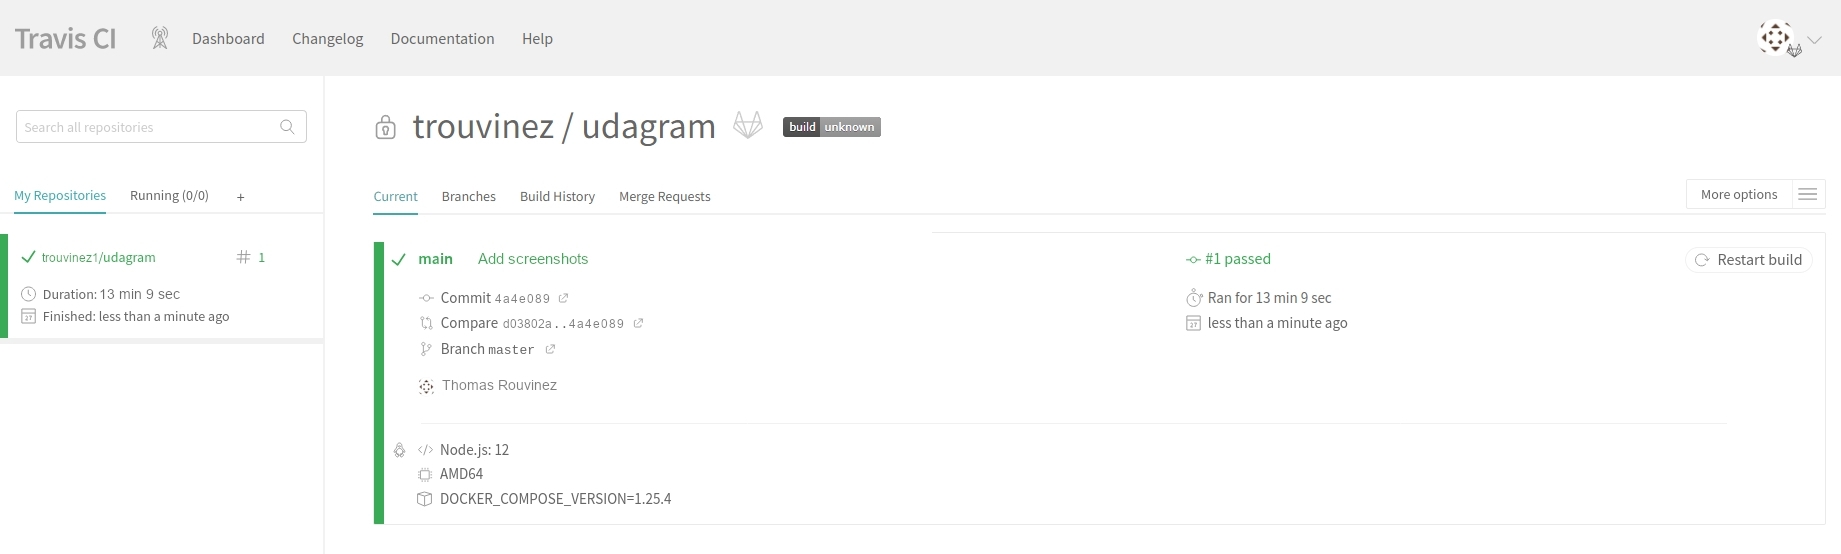 Travis CI Dashboard Changelog Documentation Help
Search all repositories
My Repositories Running (0/0) +
trouvinez1/udagram # 1
Duration: 13 min 9 sec
Finished: less than a minute ago
trouvinez / udagram build unknown
Current Branches Build History Merge Requests More options
main Add screenshots #1 passed Restart build
Commit 4a4e089 Ran for 13 min 9 sec
Compare d03802a..4a4e089 less than a minute ago
Branch master
Thomas Rouvinez
Node.js: 12
AMD64
DOCKER_COMPOSE_VERSION=1.25.4